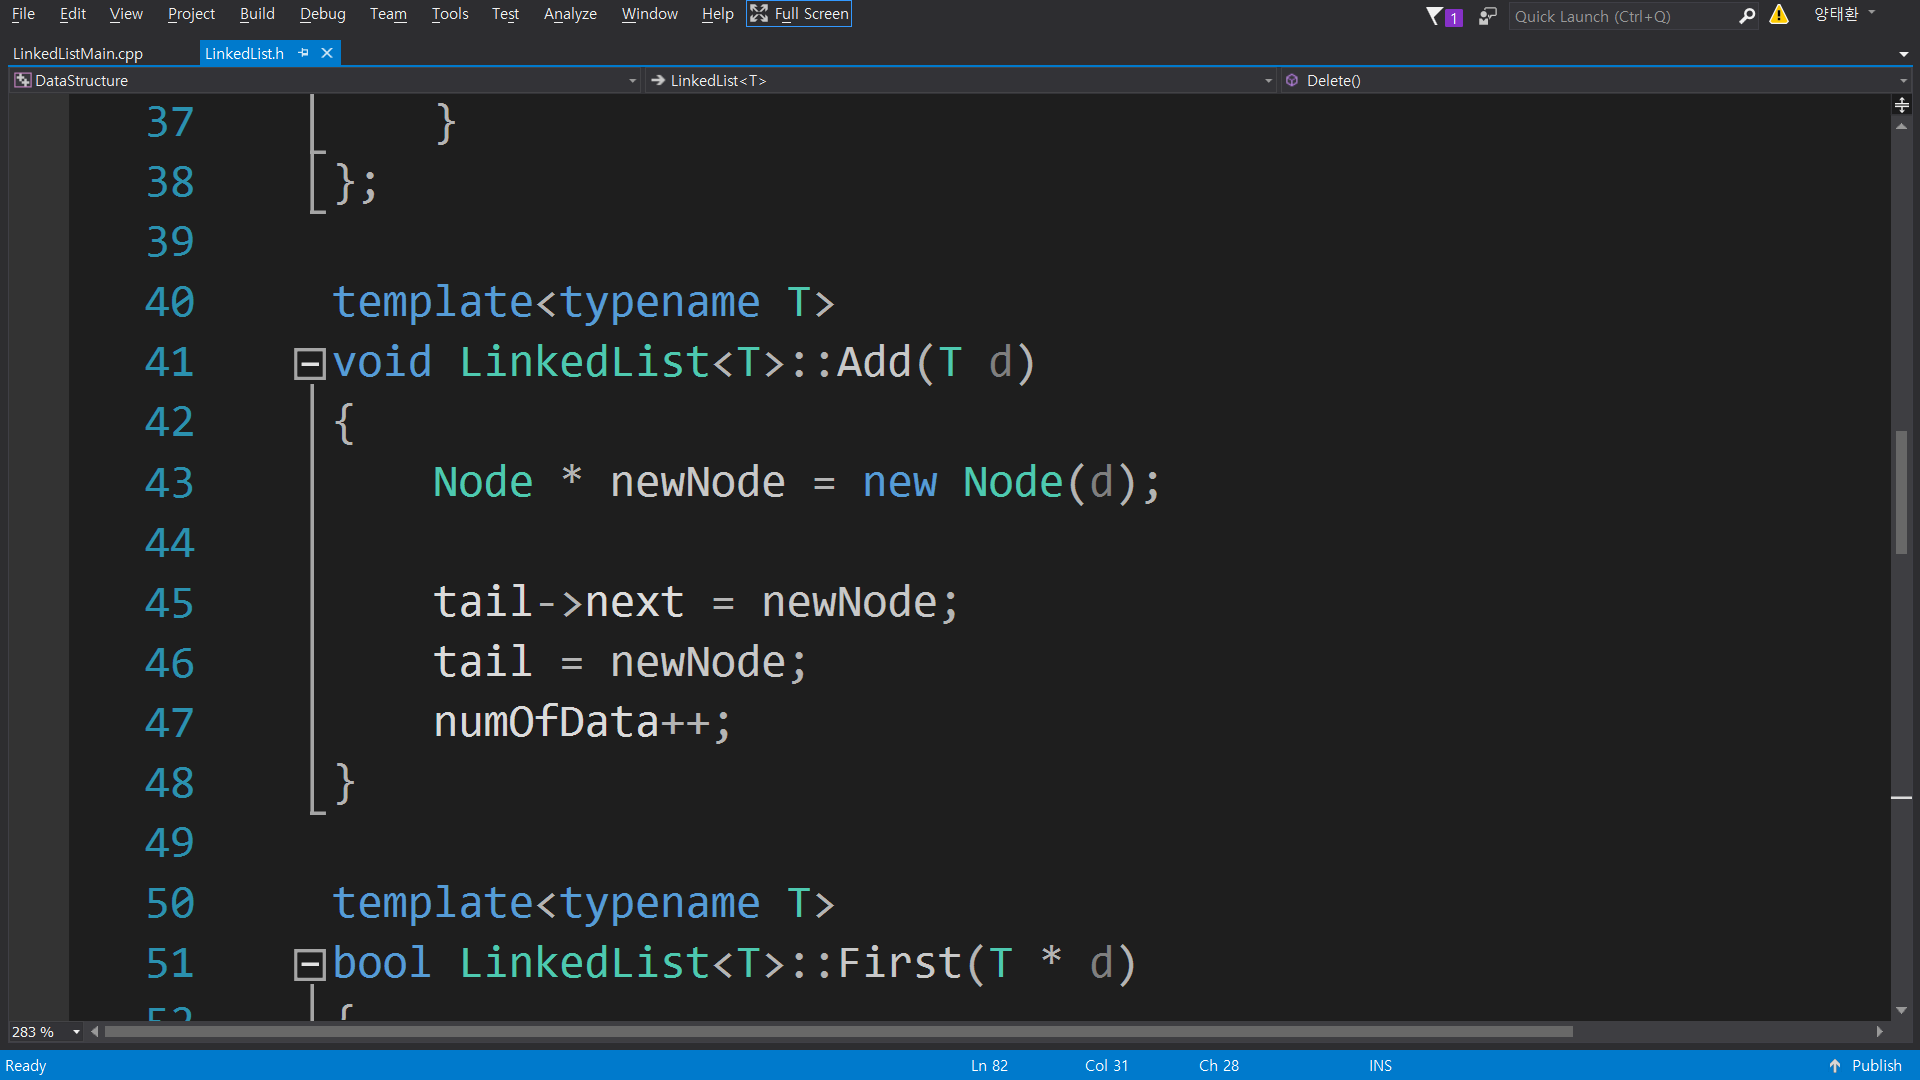 File Edit View Project Build Debug Team Tools Test Analyze Window Help Full Screen 1 Quick Launch (Ctrl+Q) 양태환
LinkedListMain.cpp LinkedList.h
DataStructure LinkedList<T> Delete()
37 }
38 };
39
40 template<typename T>
41 void LinkedList<T>::Add(T d)
42 {
43 Node * newNode = new Node(d);
44
45 tail->next = newNode;
46 tail = newNode;
47 numOfData++;
48 }
49
50 template<typename T>
51 bool LinkedList<T>::First(T * d)
52 {
283 %
Ready Ln 82 Col 31 Ch 28 INS Publish